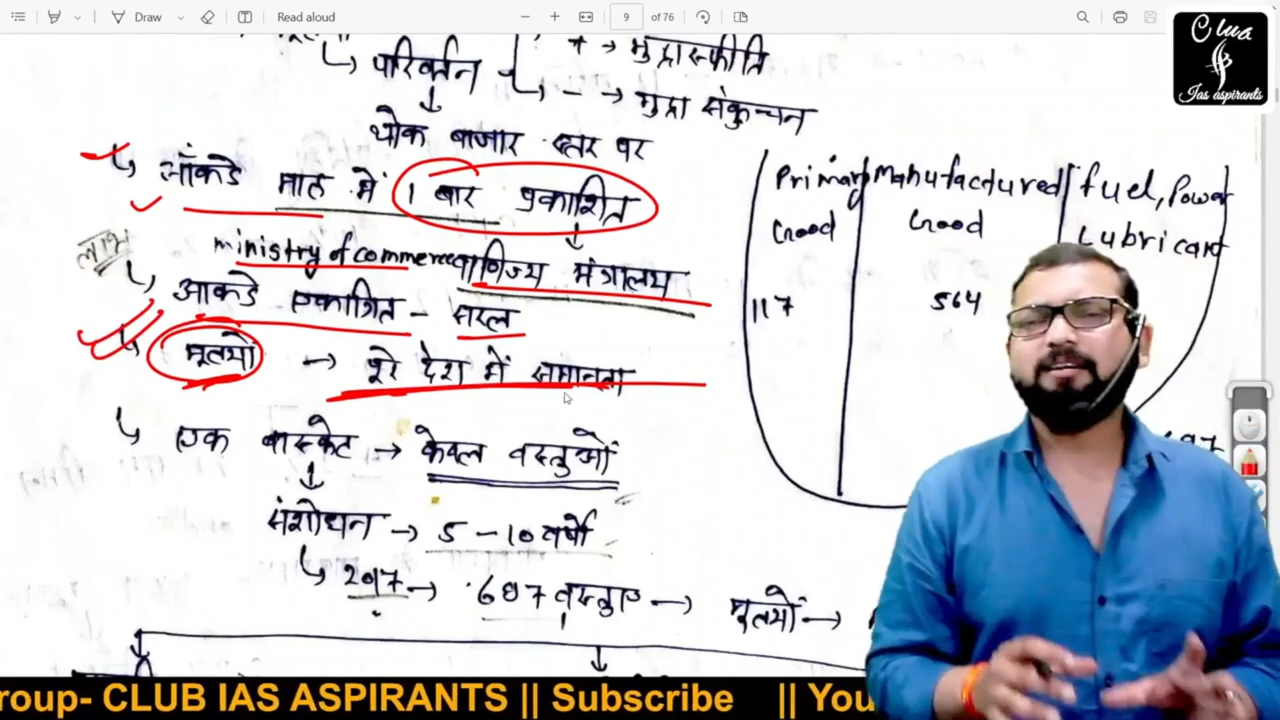 Draw
Read aloud
9 of 76
Club
Ias aspirants
परिवर्तन
+ → मुद्रास्फीति
- → मुद्रा संकुन्चन
थोक बाजार स्तर पर
आंकडे माह में 1 बार प्रकाशित
लाभ
ministry of commerce वाणिज्य मंत्रालय
आकडे एकात्रित - सरल
मूल्यो → पूरे देश में समानता
एक बास्केट → केवल वस्तुओं
संशोधन → 5 - 10 वर्षो
2017 → 697 वस्तुए → मूल्यों →
Primary Good
Manufactured Good
fuel, Power Lubricant
117
564
roup- CLUB IAS ASPIRANTS || Subscribe || You